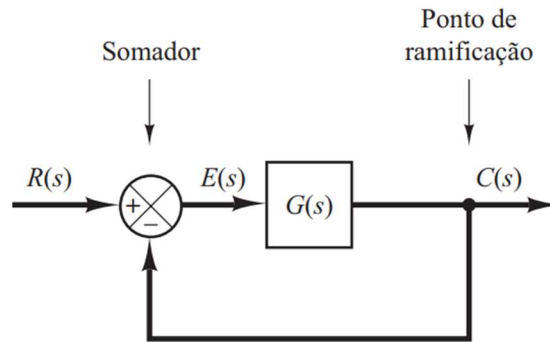 Somador
Ponto de
ramificação
R(s)
+
−
E(s)
G(s)
C(s)